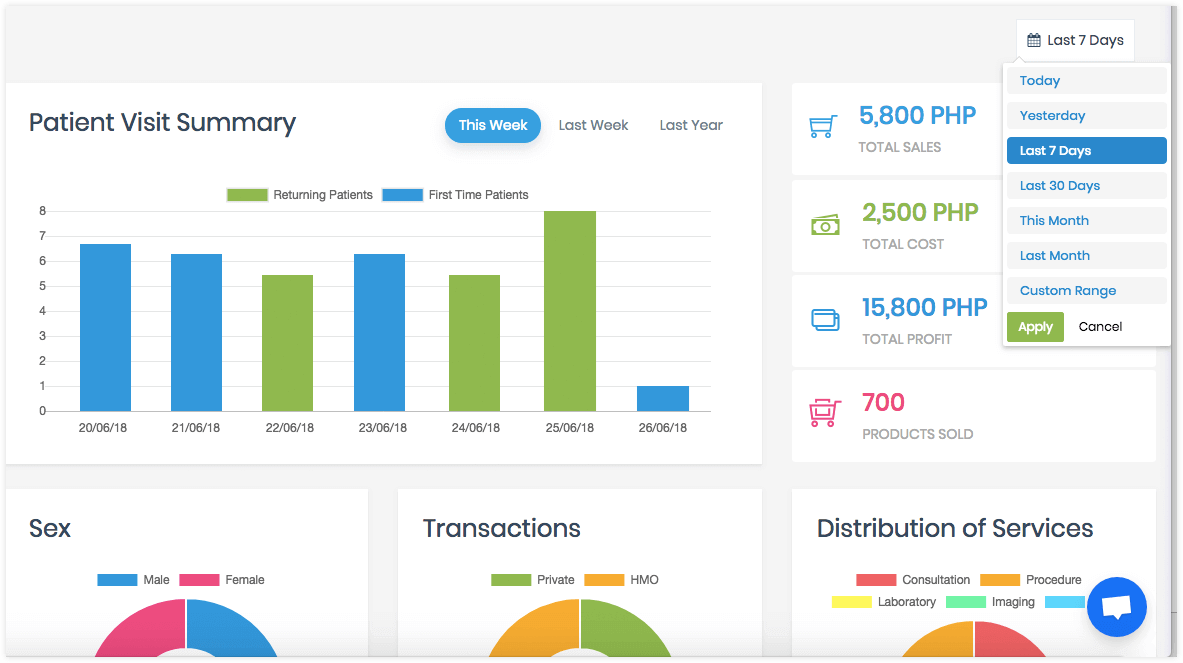 Last 7 Days
Today
Yesterday
Last 7 Days
Last 30 Days
This Month
Last Month
Custom Range
Apply Cancel
Patient Visit Summary
This Week Last Week Last Year
Returning Patients First Time Patients
8
7
6
5
4
3
2
1
0
20/06/18 21/06/18 22/06/18 23/06/18 24/06/18 25/06/18 26/06/18
5,800 PHP
TOTAL SALES
2,500 PHP
TOTAL COST
15,800 PHP
TOTAL PROFIT
700
PRODUCTS SOLD
Sex
Male Female
Transactions
Private HMO
Distribution of Services
Consultation Procedure
Laboratory Imaging